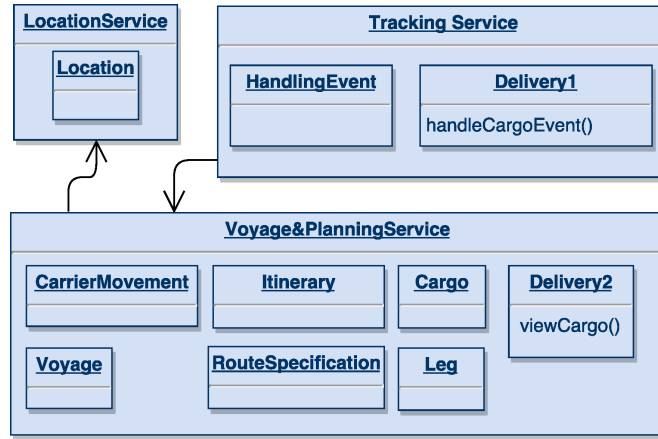 LocationService
Location
Tracking Service
HandlingEvent
Delivery1
handleCargoEvent()
Voyage&PlanningService
CarrierMovement
Itinerary
Cargo
Delivery2
viewCargo()
Voyage
RouteSpecification
Leg